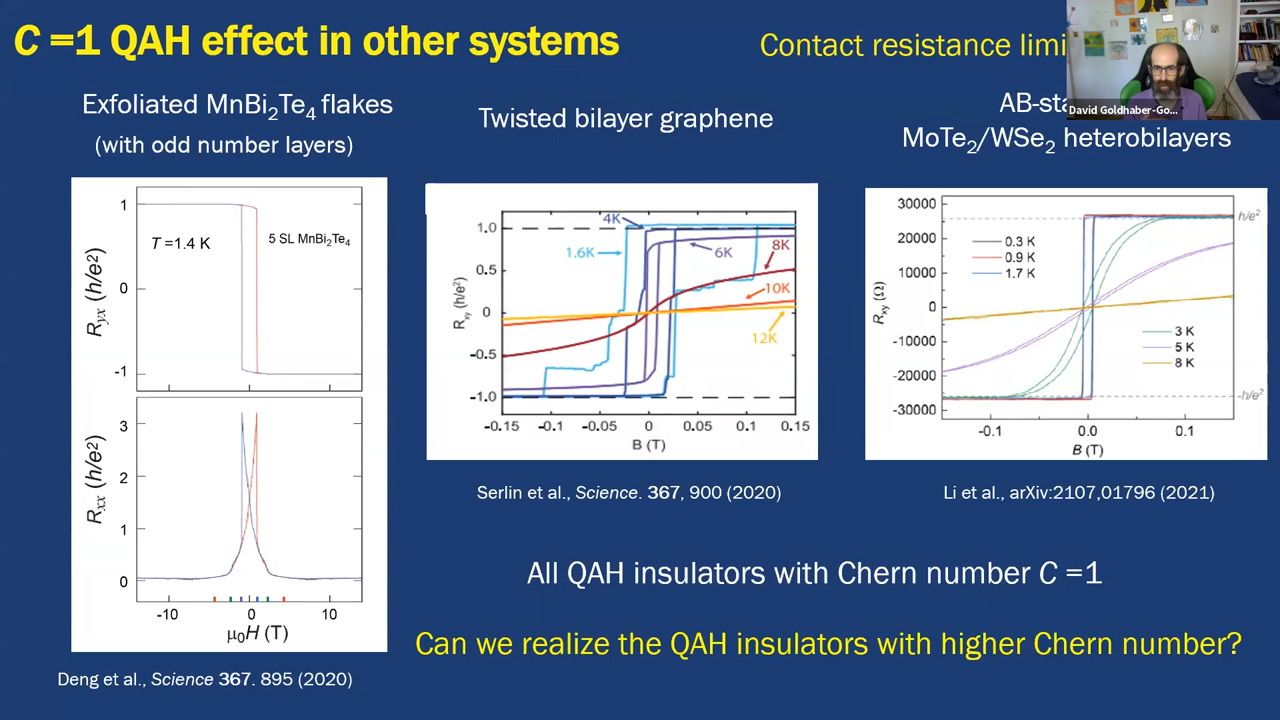 C =1 QAH effect in other systems
Contact resistance limi
David Goldhaber-Go...
Exfoliated MnBi2Te4 flakes
(with odd number layers)
Twisted bilayer graphene
AB-sta
MoTe2/WSe2 heterobilayers
Ryx (h/e2)
1
0
-1
T =1.4 K
5 SL MnBi2Te4
Rxx (h/e2)
3
2
1
0
-10
0
10
μ0H (T)
Deng et al., Science 367. 895 (2020)
Rxy (h/e2)
1.0
0.5
0
-0.5
-1.0
4K
1.6K
6K
8K
10K
12K
-0.15
-0.1
-0.05
0
0.05
0.1
0.15
B (T)
Serlin et al., Science. 367, 900 (2020)
Rxy (Ω)
30000
20000
10000
0
-10000
-20000
-30000
h/e2
0.3 K
0.9 K
1.7 K
3 K
5 K
8 K
-h/e2
-0.1
0.0
0.1
B (T)
Li et al., arXiv:2107,01796 (2021)
All QAH insulators with Chern number C =1
Can we realize the QAH insulators with higher Chern number?